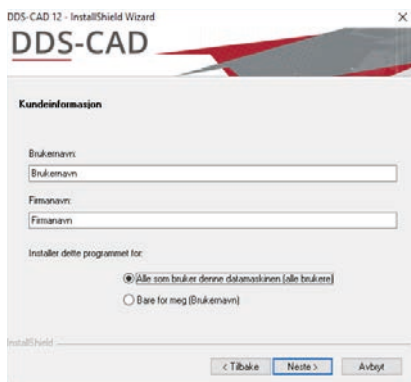 DDS-CAD 12 - InstallShield Wizard
DDS-CAD
Kundeinformasjon
Brukernavn:
Brukernavn
Firmanavn:
Firmanavn
Installer dette programmet for:
Alle som bruker denne datamaskinen (alle brukere)
Bare for meg (Brukernavn)
InstallShield
< Tilbake Neste > Avbryt